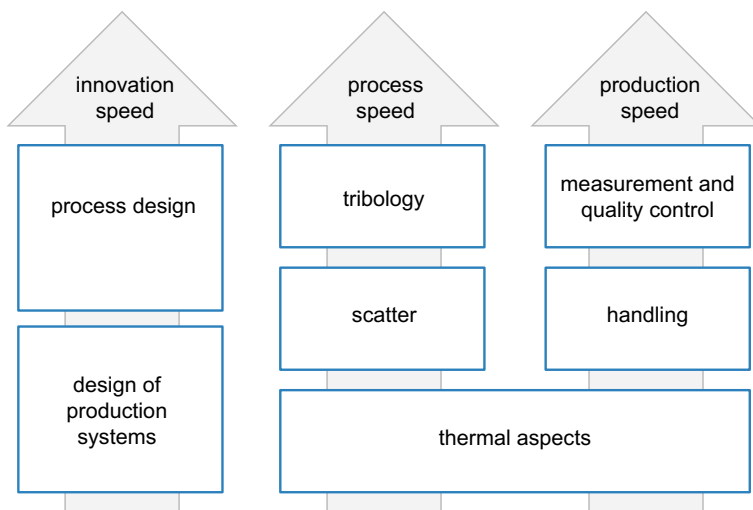 innovation
speed
process
speed
production
speed
process design
tribology
measurement and
quality control
scatter
handling
design of
production
systems
thermal aspects